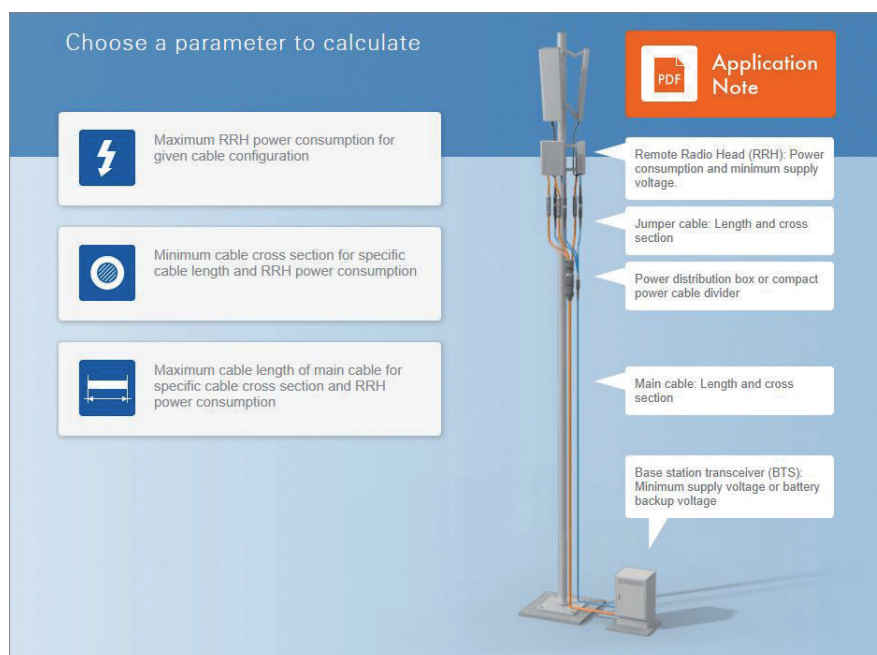 Choose a parameter to calculate
Maximum RRH power consumption for
given cable configuration
Minimum cable cross section for specific
cable length and RRH power consumption
Maximum cable length of main cable for
specific cable cross section and RRH
power consumption
PDF
Application
Note
Remote Radio Head (RRH): Power
consumption and minimum supply
voltage.
Jumper cable: Length and cross
section
Power distribution box or compact
power cable divider
Main cable: Length and cross
section
Base station transceiver (BTS):
Minimum supply voltage or battery
backup voltage